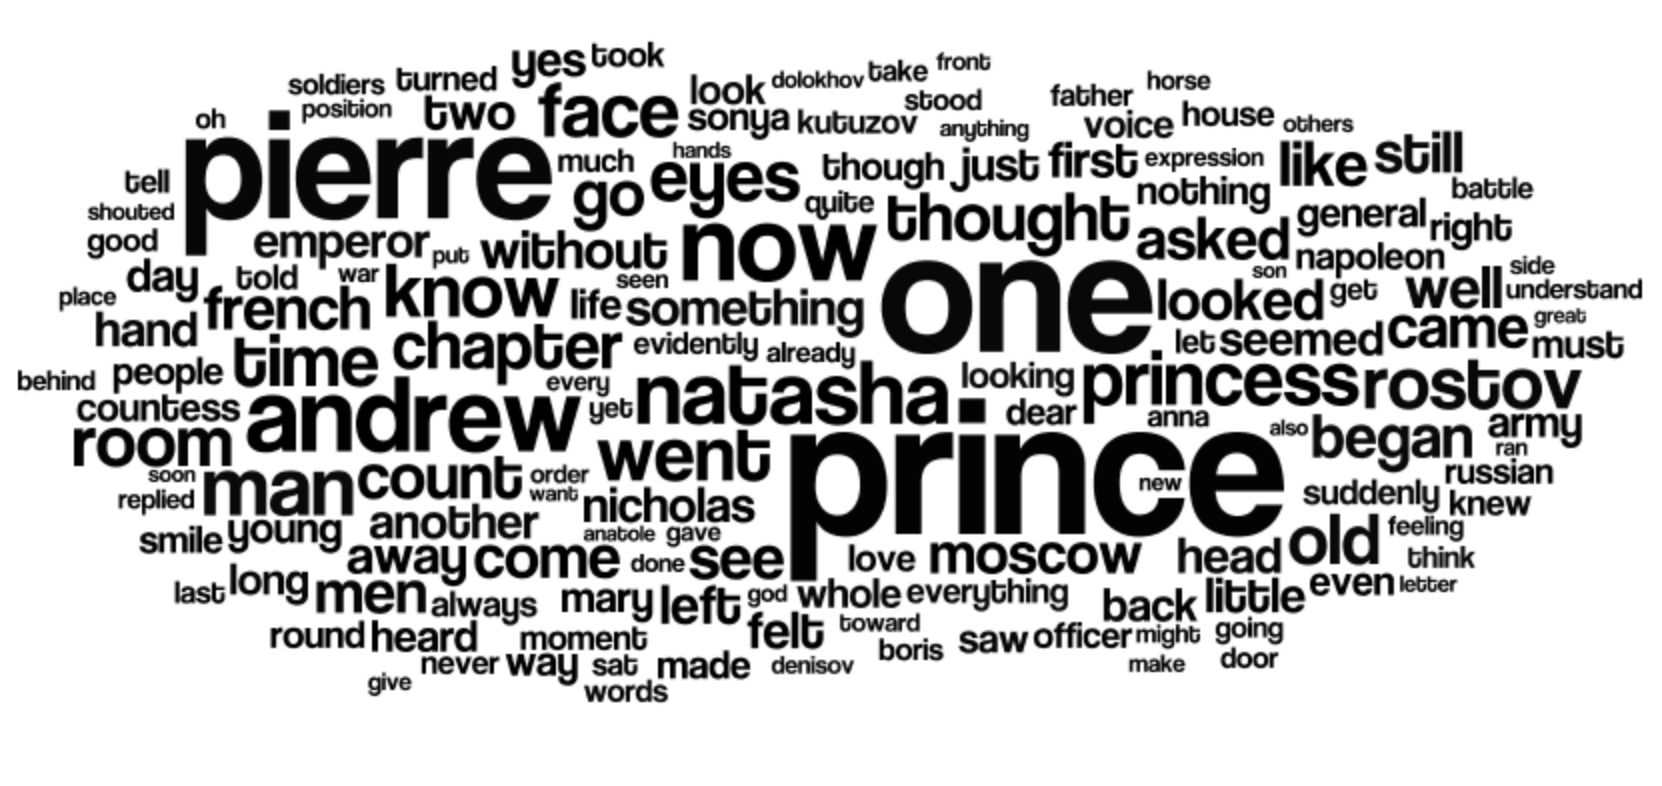 yes took
soldiers turned look dolokhov take front
position two face sonya kutuzov stood father horse
oh anything voice house others
pierre much hands eyes though just first expression like still
tell go quite nothing battle
shouted thought general right
good emperor put without now asked napoleon
day told war seen one son side
place french know life something looked get well understand
hand chapter evidently already let seemed came great
time must
behind people every natasha looking princess rostov
countess andrew yet dear anna also army
room went prince began ran
soon man count order new russian
replied want nicholas suddenly knew
smile young another anatole gave feeling
away come done see love moscow head old think
last long men always mary left god whole everything back little even letter
round heard moment felt toward saw officer might going
never way sat made denisov boris make door
give words